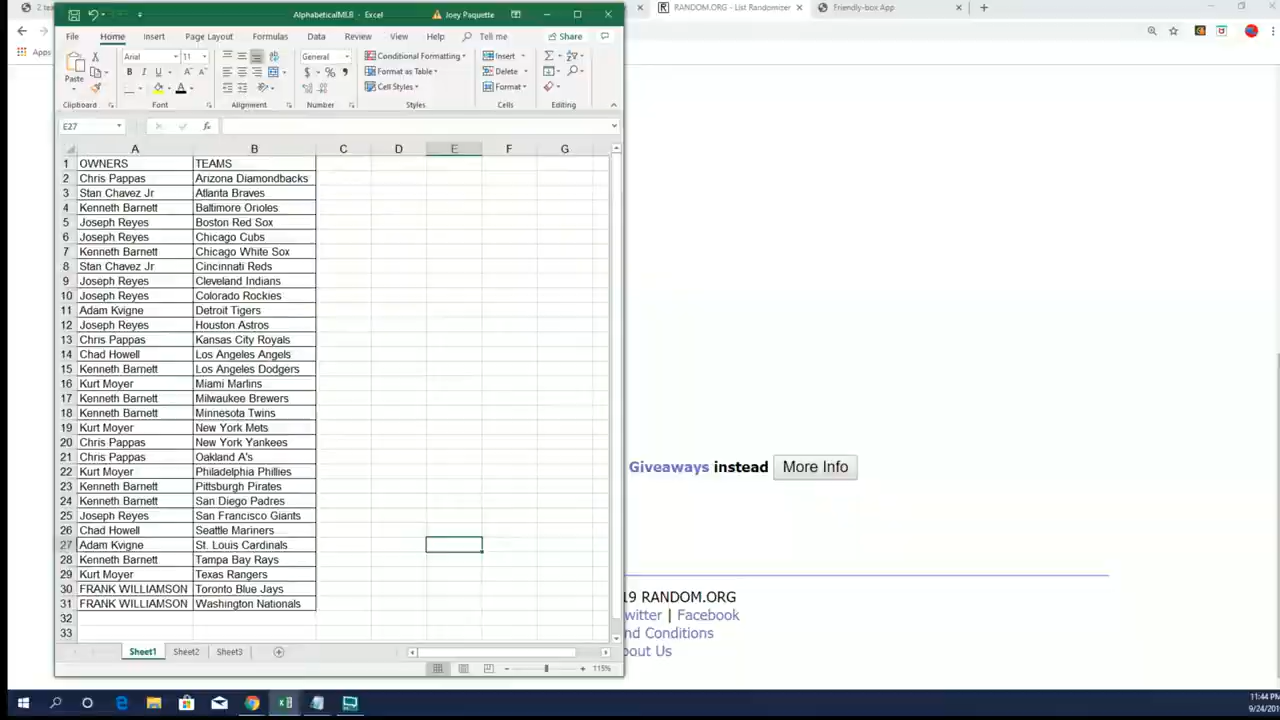 AlphabeticalMLB - Excel
Joey Paquette
RANDOM.ORG - List Randomizer
Friendly-box App
File Home Insert Page Layout Formulas Data Review View Help Tell me Share
Apps
Paste
Arial 11
General
Conditional Formatting
Format as Table
Cell Styles
Insert
Delete
Format
Clipboard Font Alignment Number Styles Cells Editing
E27
A B C D E F G
1 OWNERS TEAMS
2 Chris Pappas Arizona Diamondbacks
3 Stan Chavez Jr Atlanta Braves
4 Kenneth Barnett Baltimore Orioles
5 Joseph Reyes Boston Red Sox
6 Joseph Reyes Chicago Cubs
7 Kenneth Barnett Chicago White Sox
8 Stan Chavez Jr Cincinnati Reds
9 Joseph Reyes Cleveland Indians
10 Joseph Reyes Colorado Rockies
11 Adam Kvigne Detroit Tigers
12 Joseph Reyes Houston Astros
13 Chris Pappas Kansas City Royals
14 Chad Howell Los Angeles Angels
15 Kenneth Barnett Los Angeles Dodgers
16 Kurt Moyer Miami Marlins
17 Kenneth Barnett Milwaukee Brewers
18 Kenneth Barnett Minnesota Twins
19 Kurt Moyer New York Mets
20 Chris Pappas New York Yankees
21 Chris Pappas Oakland A's
22 Kurt Moyer Philadelphia Phillies
23 Kenneth Barnett Pittsburgh Pirates
24 Kenneth Barnett San Diego Padres
25 Joseph Reyes San Francisco Giants
26 Chad Howell Seattle Mariners
27 Adam Kvigne St. Louis Cardinals
28 Kenneth Barnett Tampa Bay Rays
29 Kurt Moyer Texas Rangers
30 FRANK WILLIAMSON Toronto Blue Jays
31 FRANK WILLIAMSON Washington Nationals
32
33
Giveaways instead More Info
19 RANDOM.ORG
witter | Facebook
nd Conditions
bout Us
Sheet1 Sheet2 Sheet3
115%
11:44 PM
9/24/201